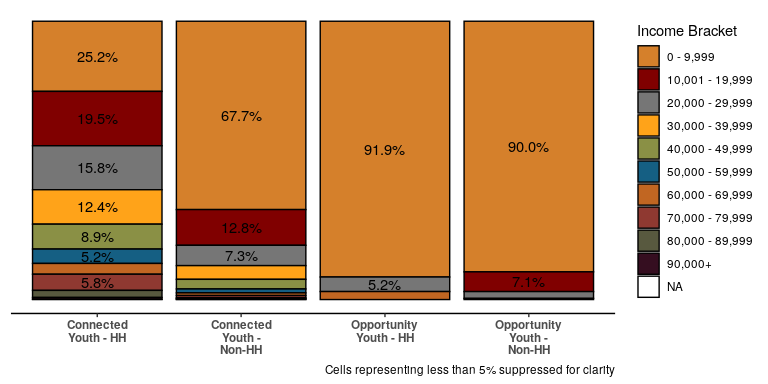 Income Bracket
0 - 9,999
10,001 - 19,999
20,000 - 29,999
30,000 - 39,999
40,000 - 49,999
50,000 - 59,999
60,000 - 69,999
70,000 - 79,999
80,000 - 89,999
90,000+
NA
25.2%
19.5%
15.8%
12.4%
8.9%
5.2%
5.8%
67.7%
12.8%
7.3%
91.9%
5.2%
90.0%
7.1%
Connected
Youth - HH
Connected
Youth -
Non-HH
Opportunity
Youth - HH
Opportunity
Youth -
Non-HH
Cells representing less than 5% suppressed for clarity